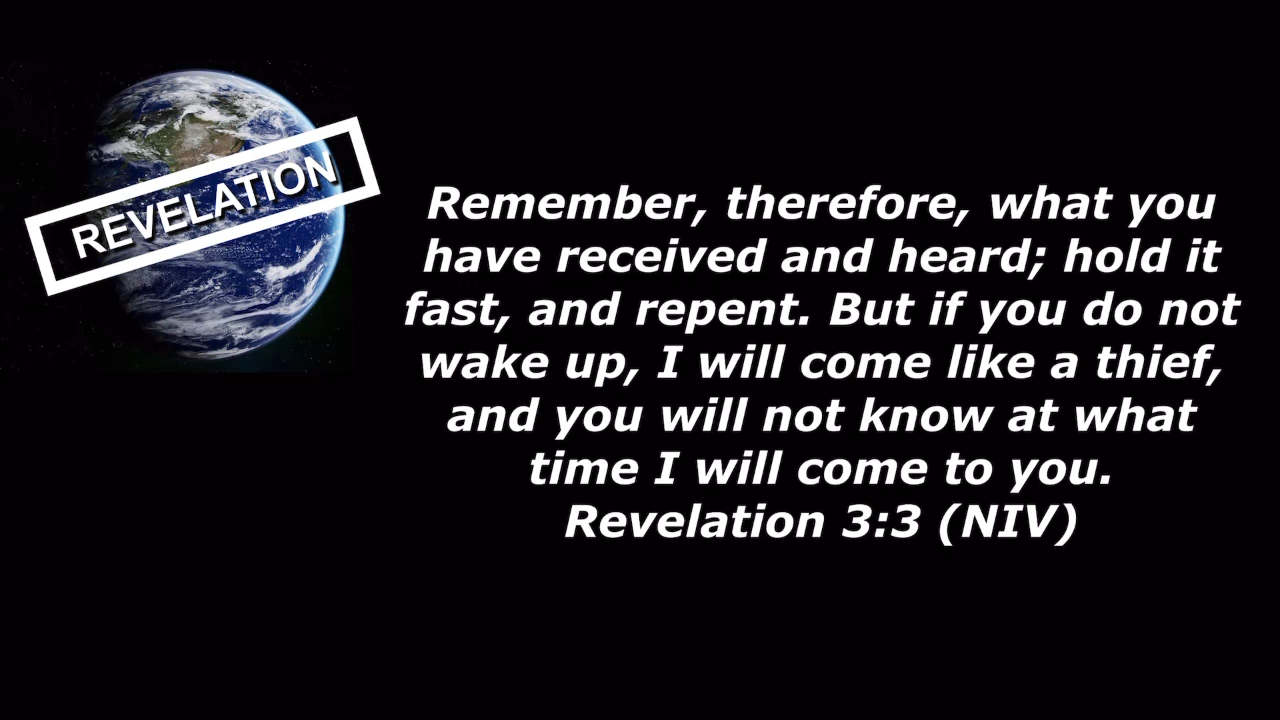 REVELATION
Remember, therefore, what you
have received and heard; hold it
fast, and repent. But if you do not
wake up, I will come like a thief,
and you will not know at what
time I will come to you.
Revelation 3:3 (NIV)